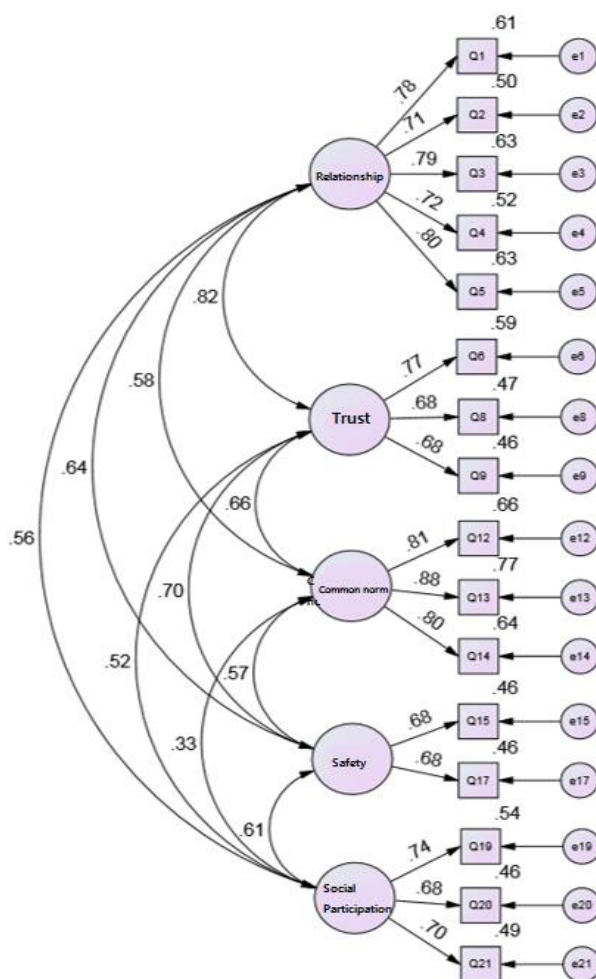 .61
Q1
e1
.78
.50
Q2
e2
.71
.63
Relationship
.79
Q3
e3
.52
.72
Q4
e4
.80
.63
Q5
e5
.82
.59
.77
Q6
e6
.58
.47
Trust
.68
Q8
e8
.46
.68
Q9
e9
.64
.66
.66
.56
.81
Q12
e12
.77
Common norm
.88
Q13
e13
.70
.64
.80
Q14
e14
.52
.57
.46
.68
Q15
e15
.33
.46
Safety
.68
Q17
e17
.54
.61
.74
Q19
e19
.46
Social
Participation
.68
Q20
e20
.49
.70
Q21
e21